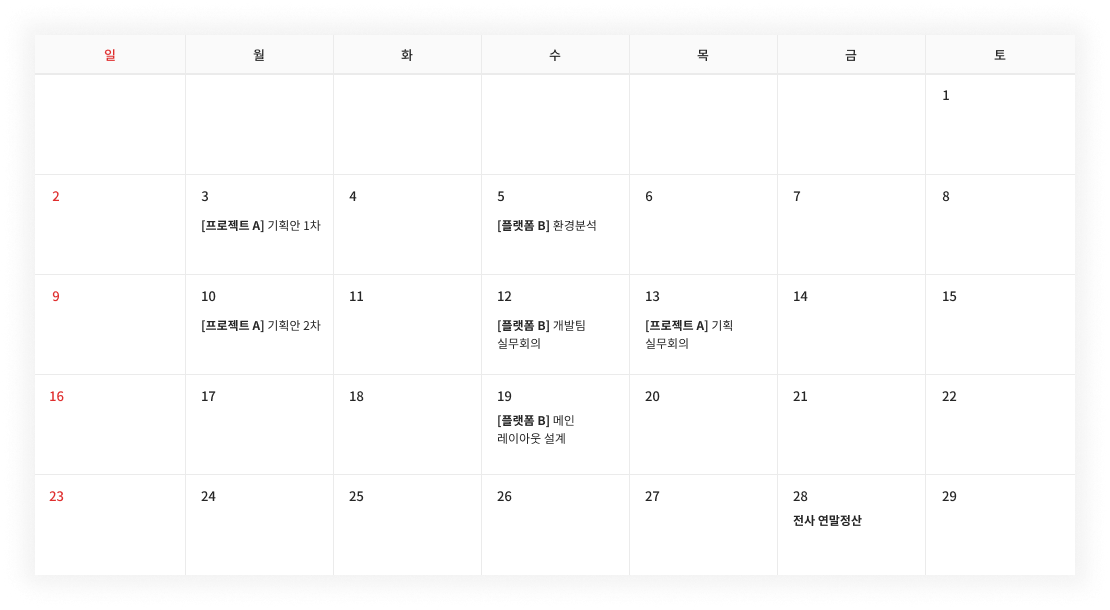 일 월 화 수 목 금 토
1
2 3 4 5 6 7 8
[프로젝트 A] 기획안 1차 [플랫폼 B] 환경분석
9 10 11 12 13 14 15
[프로젝트 A] 기획안 2차 [플랫폼 B] 개발팀 [프로젝트 A] 기획
실무회의 실무회의
16 17 18 19 20 21 22
[플랫폼 B] 메인
레이아웃 설계
23 24 25 26 27 28 29
전사 연말정산